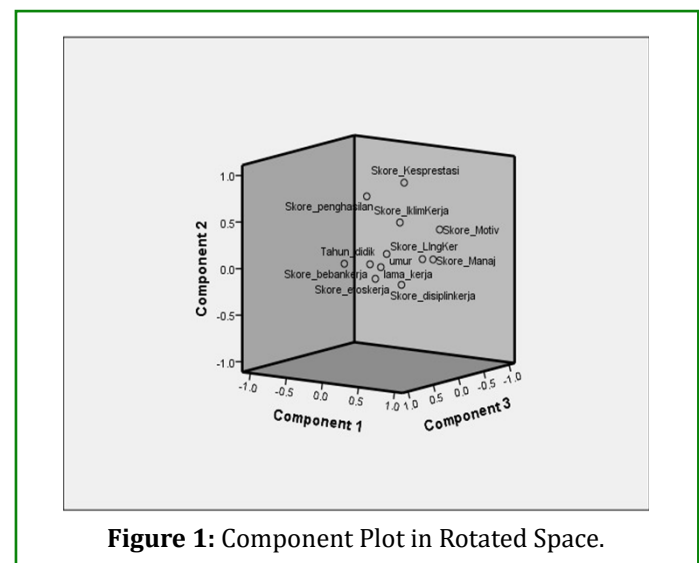 Skore_Kesprestasi
1.0
Skore_penghasilan
Skore_IklimKerja
0.5
Skore_Motiv
Component 2
Skore_LIngKer
Tahun_didik
umur
Skore_Manaj
0.0
Skore_bebankerja
lama_kerja
Skore_etoskerja
Skore_disiplinkerja
-0.5
-1.0
-1.0
-0.5
0.0
0.5
1.0
1.0
0.5
0.0
-0.5
-1.0
Component 1
Component 3
Figure 1: Component Plot in Rotated Space.